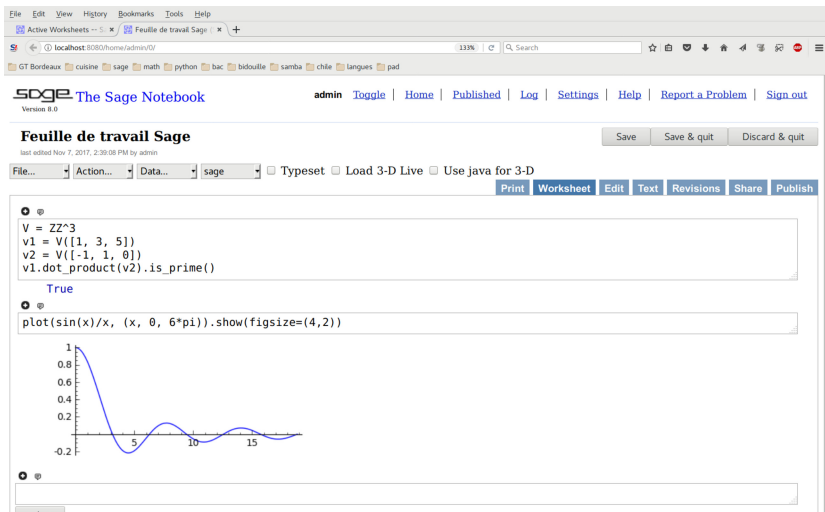 File Edit View History Bookmarks Tools Help
Active Worksheets -- S Feuille de travail Sage
localhost:8080/home/admin/0/ 133% Search
GT Bordeaux cuisine sage math python bac bidouille samba chile langues pad
sage The Sage Notebook admin Toggle | Home | Published | Log | Settings | Help | Report a Problem | Sign out
Version 8.0
Feuille de travail Sage Save Save & quit Discard & quit
last edited Nov 7, 2017, 2:39:08 PM by admin
File... Action... Data... sage Typeset Load 3-D Live Use java for 3-D
Print Worksheet Edit Text Revisions Share Publish
V = ZZ^3
v1 = V([1, 3, 5])
v2 = V([-1, 1, 0])
v1.dot_product(v2).is_prime()
True
plot(sin(x)/x, (x, 0, 6*pi)).show(figsize=(4,2))
1
0.8
0.6
0.4
0.2
5 10 15
-0.2